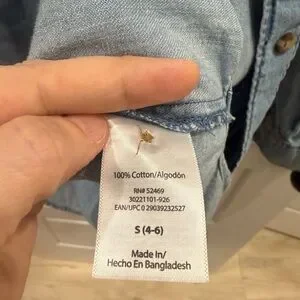 100% Cotton/Algodón
RN# 52469
30221101-926
EAN/UPC 0 29039232527
S (4-6)
Made In/
Hecho En Bangladesh